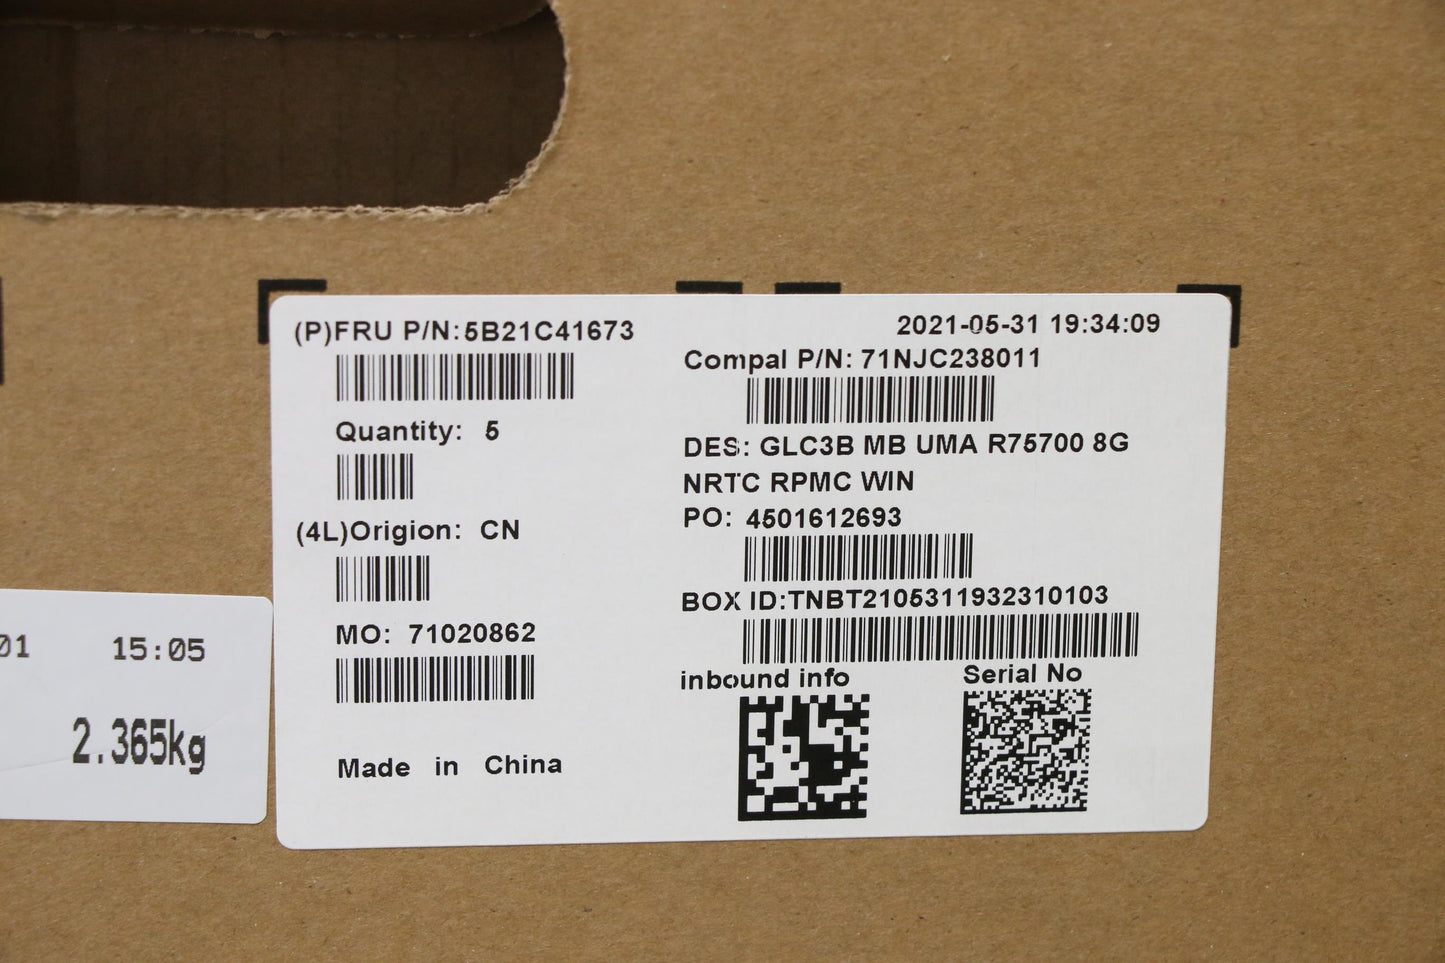 (P)FRU P/N:5B21C41673
Quantity: 5
(4L)Origion: CN
MO: 71020862
Made in China
2021-05-31 19:34:09
Compal P/N: 71NJC238011
DES: GLC3B MB UMA R75700 8G
NRTC RPMC WIN
PO: 4501612693
BOX ID:TNBT2105311932310103
inbound info
Serial No
01 15:05
2.365kg